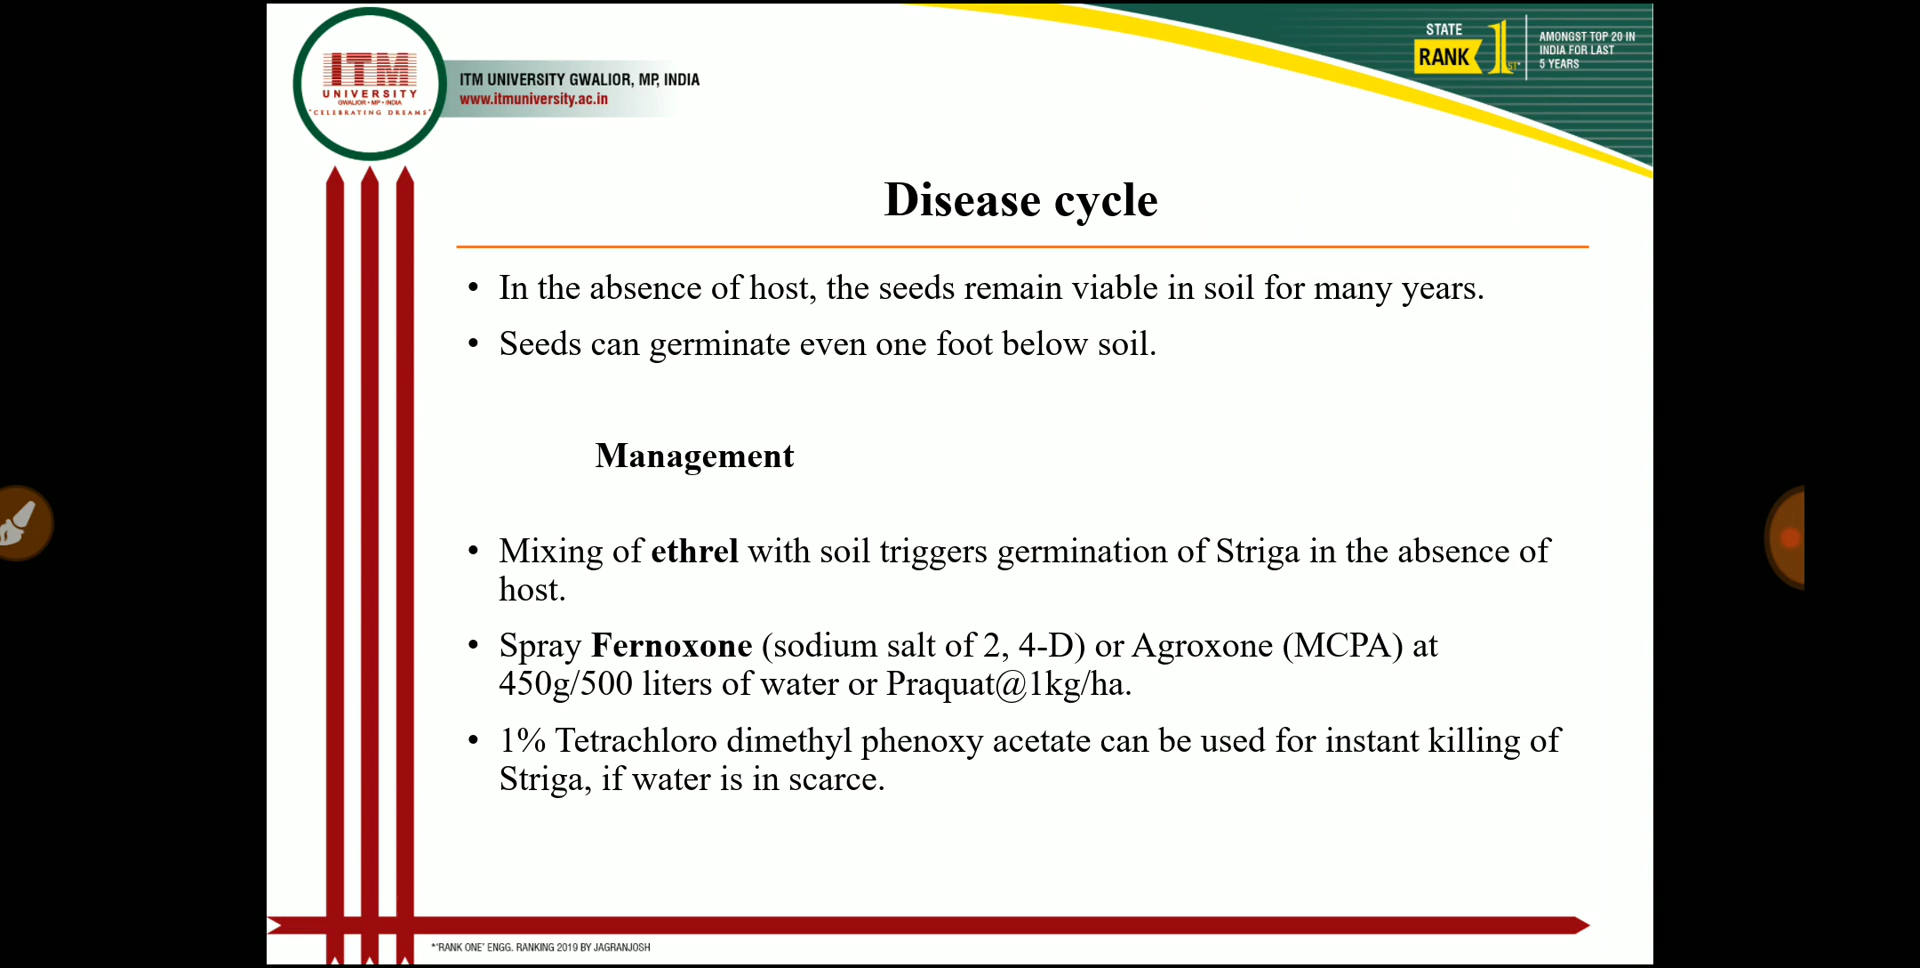 ITM
UNIVERSITY
GWALIOR • MP • INDIA
"CELEBRATING DREAMS"
ITM UNIVERSITY GWALIOR, MP, INDIA
www.itmuniversity.ac.in
STATE
RANK 1ST*
AMONGST TOP 20 IN
INDIA FOR LAST
5 YEARS
Disease cycle
• In the absence of host, the seeds remain viable in soil for many years.
• Seeds can germinate even one foot below soil.
Management
• Mixing of ethrel with soil triggers germination of Striga in the absence of
host.
• Spray Fernoxone (sodium salt of 2, 4-D) or Agroxone (MCPA) at
450g/500 liters of water or Praquat@1kg/ha.
• 1% Tetrachloro dimethyl phenoxy acetate can be used for instant killing of
Striga, if water is in scarce.
*"RANK ONE" ENGG. RANKING 2019 BY JAGRANJOSH